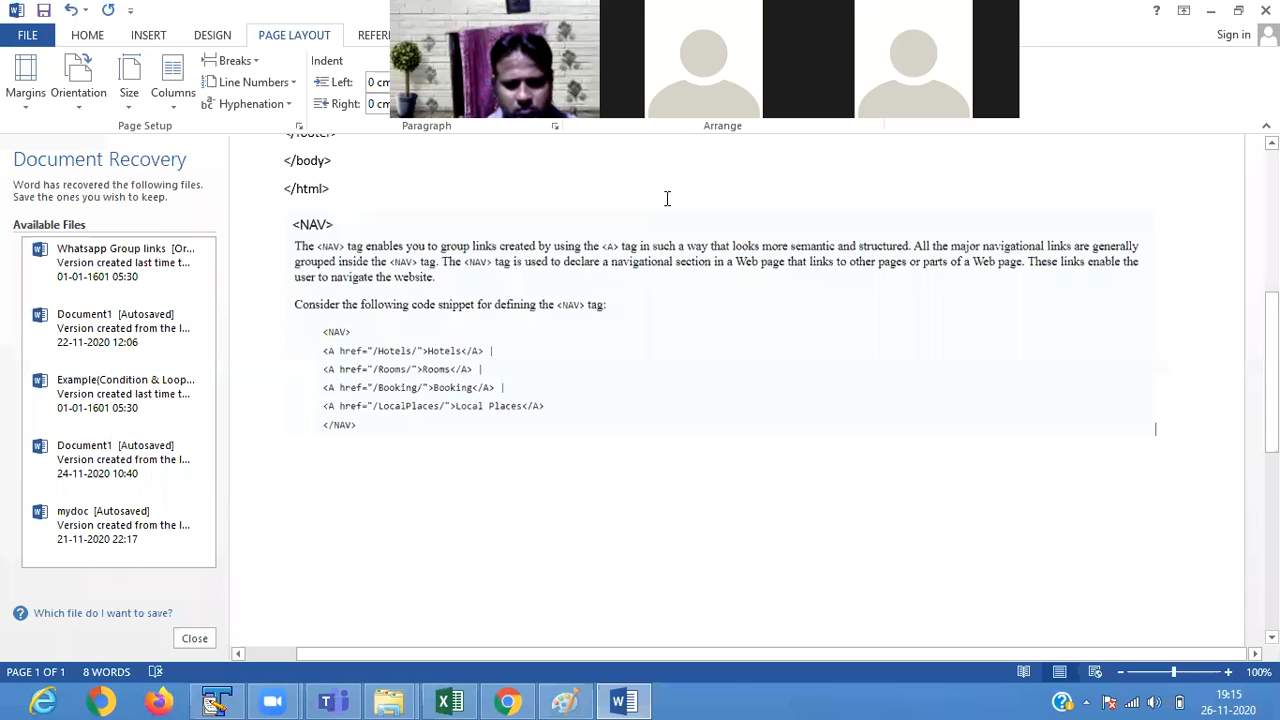 Sign in
FILE HOME INSERT DESIGN PAGE LAYOUT REFER
Breaks Indent
Line Numbers Left: 0 cm
Margins Orientation Size Columns Hyphenation Right: 0 cm
Page Setup Paragraph Arrange
Document Recovery
Word has recovered the following files.
Save the ones you wish to keep.
Available Files
Whatsapp Group links [Or...
Version created last time t...
01-01-1601 05:30
Document1 [Autosaved]
Version created from the l...
22-11-2020 12:06
Example(Condition & Loop...
Version created last time t...
01-01-1601 05:30
Document1 [Autosaved]
Version created from the l...
24-11-2020 10:40
mydoc [Autosaved]
Version created from the l...
21-11-2020 22:17
Which file do I want to save?
Close
</footer>
</body>
</html>
<NAV>
The <NAV> tag enables you to group links created by using the <A> tag in such a way that looks more semantic and structured. All the major navigational links are generally
grouped inside the <NAV> tag. The <NAV> tag is used to declare a navigational section in a Web page that links to other pages or parts of a Web page. These links enable the
user to navigate the website.
Consider the following code snippet for defining the <NAV> tag:
<NAV>
<A href="/Hotels/">Hotels</A> |
<A href="/Rooms/">Rooms</A> |
<A href="/Booking/">Booking</A> |
<A href="/LocalPlaces/">Local Places</A>
</NAV>
PAGE 1 OF 1 8 WORDS 100%
19:15
26-11-2020